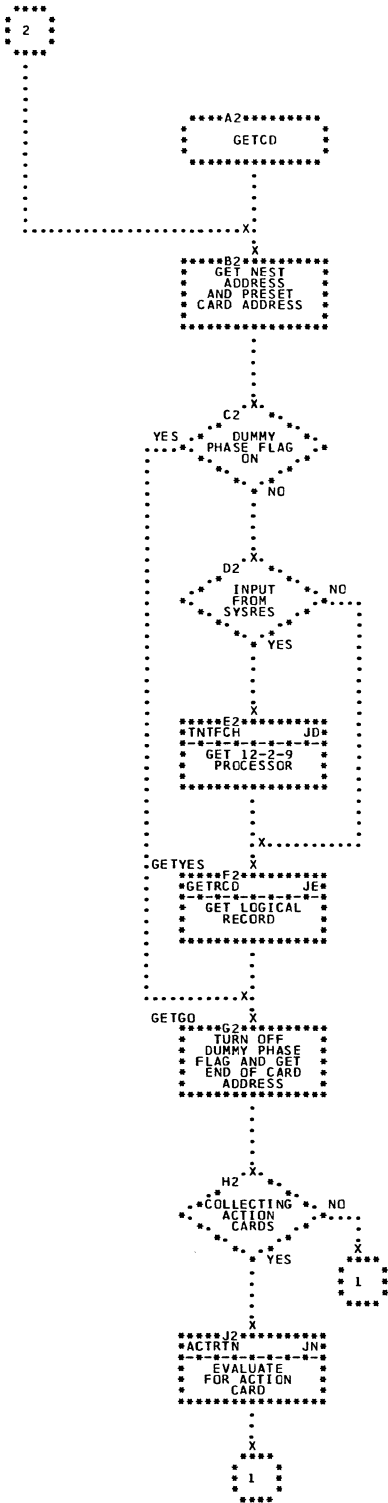 2
A2
GETCD
B2
GET NEST
ADDRESS
AND PRESET
CARD ADDRESS
C2
YES
DUMMY
PHASE FLAG
ON
NO
D2
INPUT
FROM
SYSRES
NO
YES
E2
TNTFCH JD
GET 12-2-9
PROCESSOR
GETYES
F2
GETRCD JE
GET LOGICAL
RECORD
GETGO
G2
TURN OFF
DUMMY PHASE
FLAG AND GET
END OF CARD
ADDRESS
H2
COLLECTING
ACTION
CARDS
NO
YES
1
J2
ACTRTN JN
EVALUATE
FOR ACTION
CARD
1